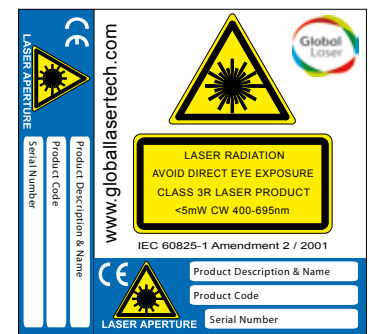 CE
LASER APERTURE
Product Description & Name
Product Code
Serial Number
www.globallasertech.com
Global
Laser
LASER RADIATION
AVOID DIRECT EYE EXPOSURE
CLASS 3R LASER PRODUCT
<5mW CW 400-695nm
IEC 60825-1 Amendment 2 / 2001
CE
LASER APERTURE
Product Description & Name
Product Code
Serial Number